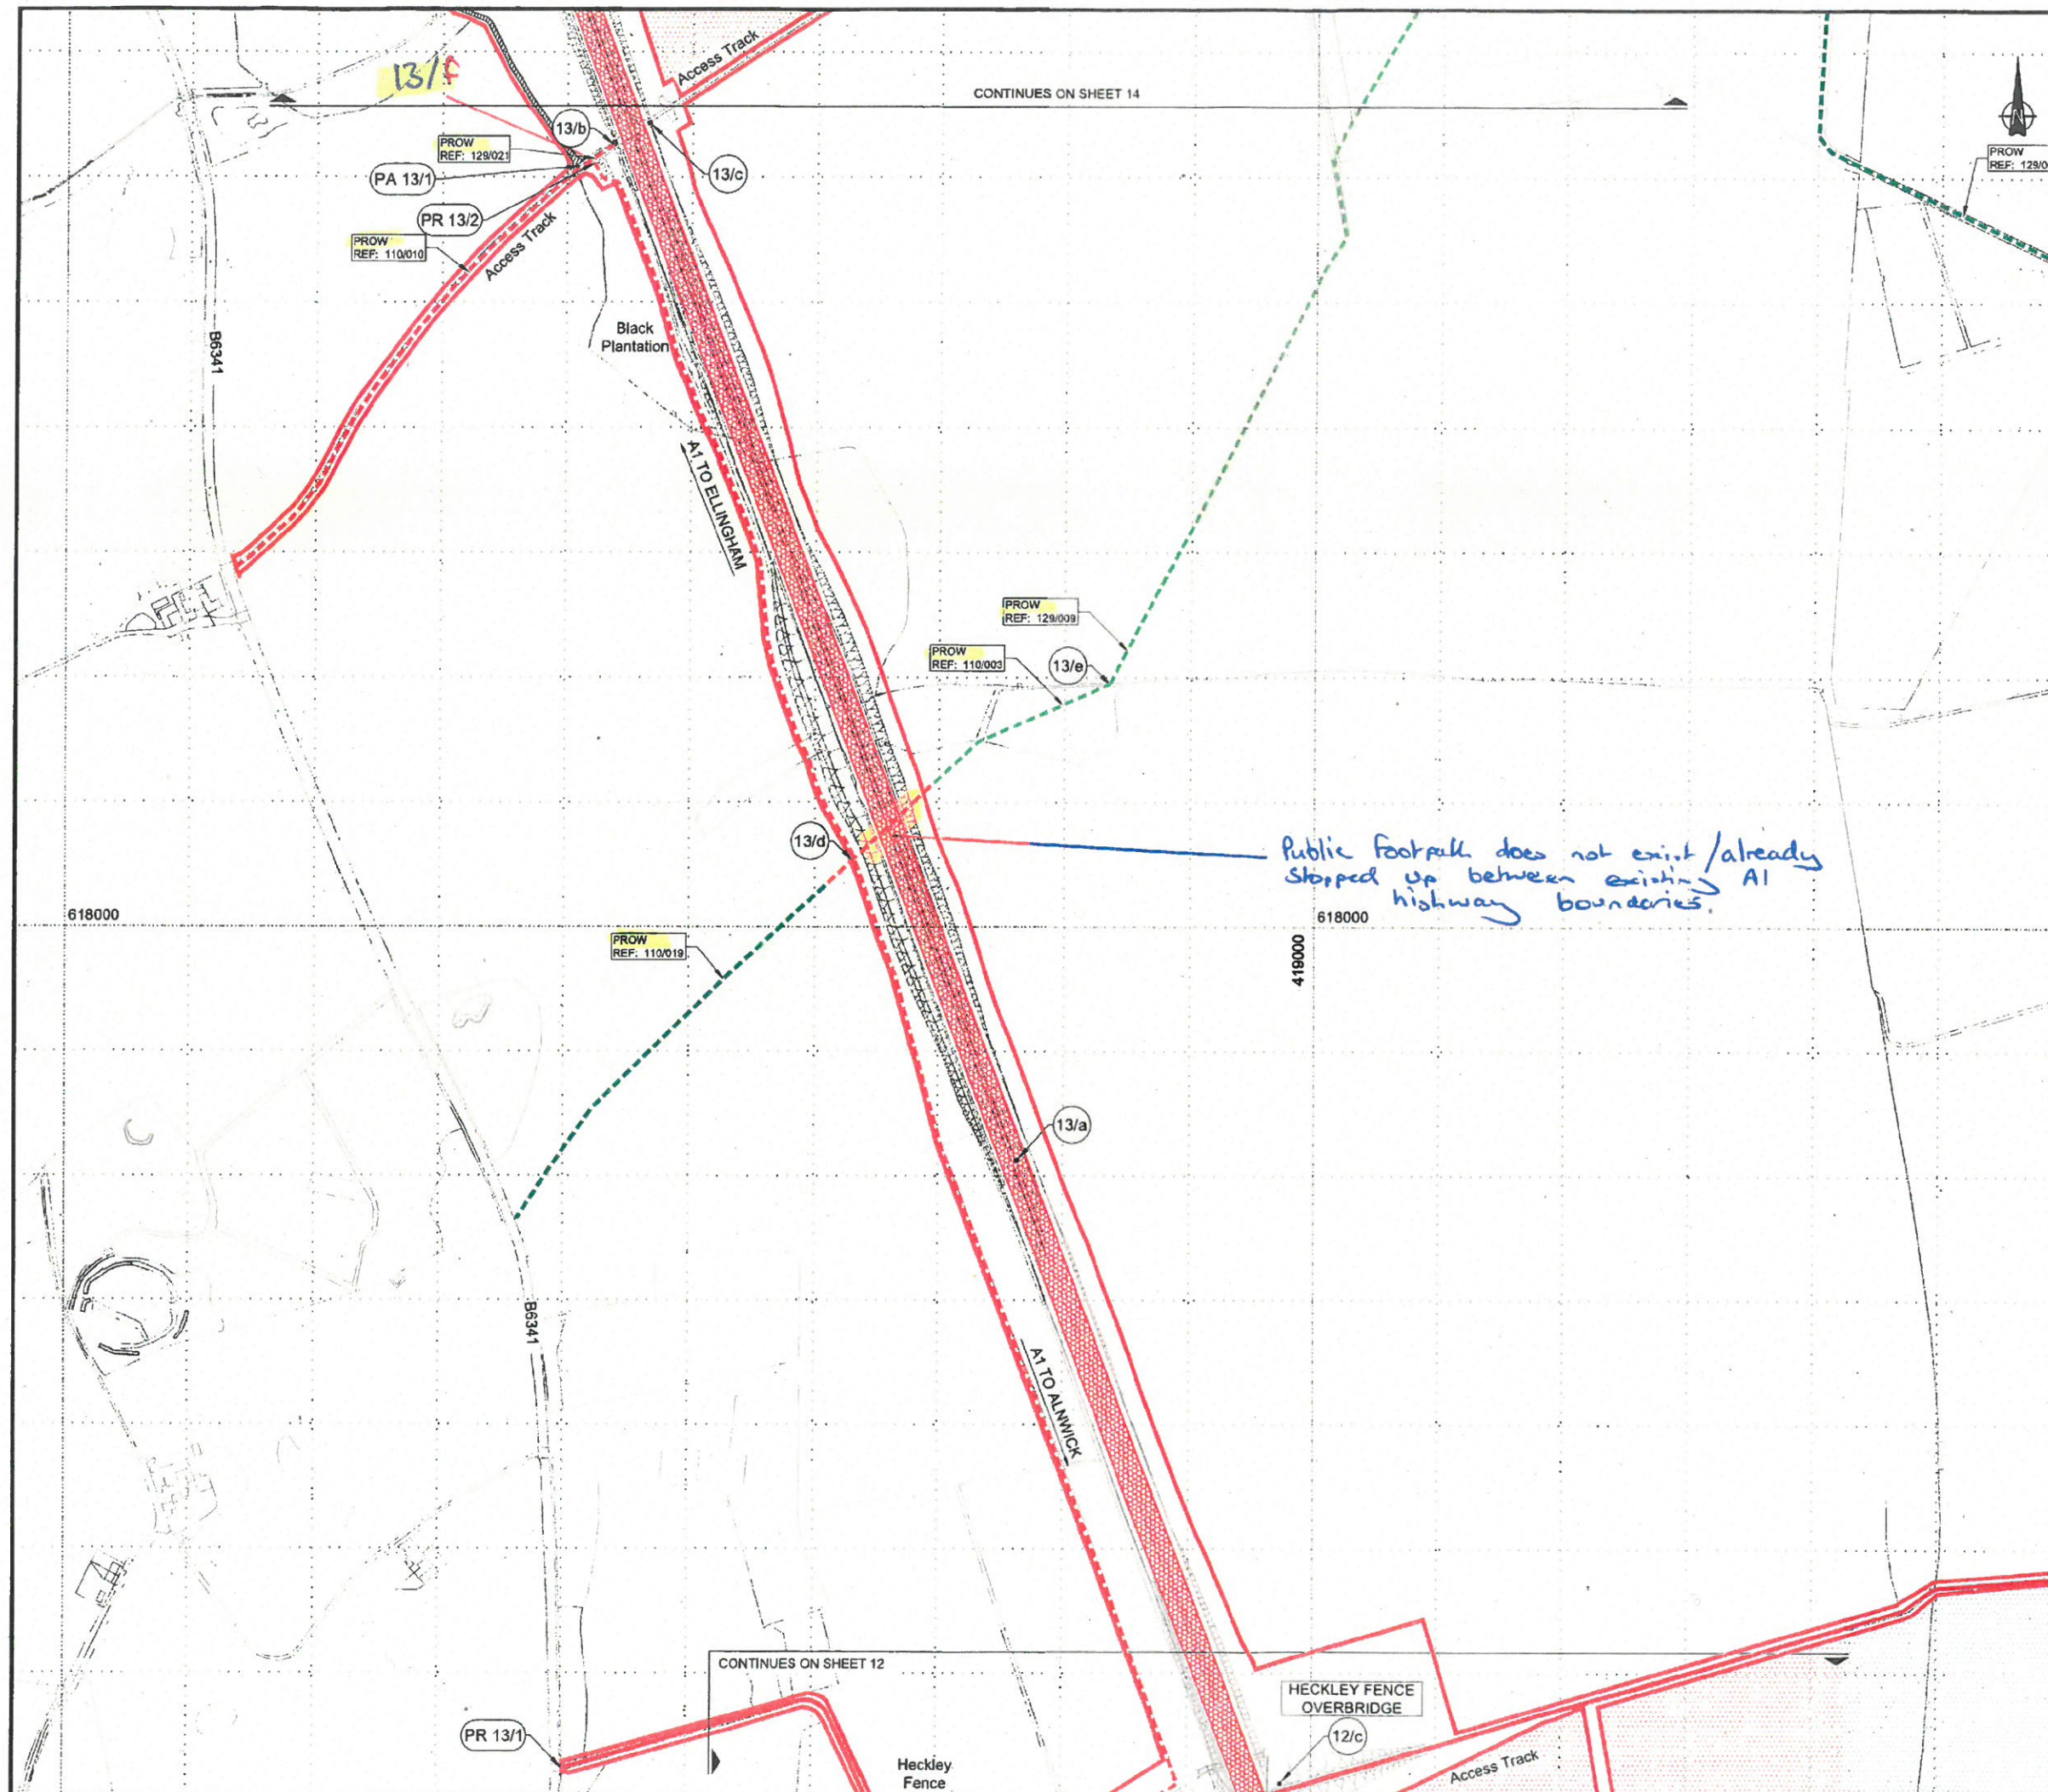 Access Track
13/f
CONTINUES ON SHEET 14
13/b
PROW
REF: 129/021
PROW
PA 13/1
13/c
PR 13/2
PROW
REF: 110/010
Access Track
B6341
Black
Plantation
A1 TO ELLINGHAM
PROW
REF: 129/009
PROW
REF: 110/003
13/e
13/d
Public footpath does not exist / already
stopped up between existing A1
highway boundaries.
618000
618000
PROW
REF: 110/019
419000
13/a
B6341
A1 TO ALNWICK
CONTINUES ON SHEET 12
HECKLEY FENCE
OVERBRIDGE
PR 13/1
12/c
Heckley
Fence
Access Track